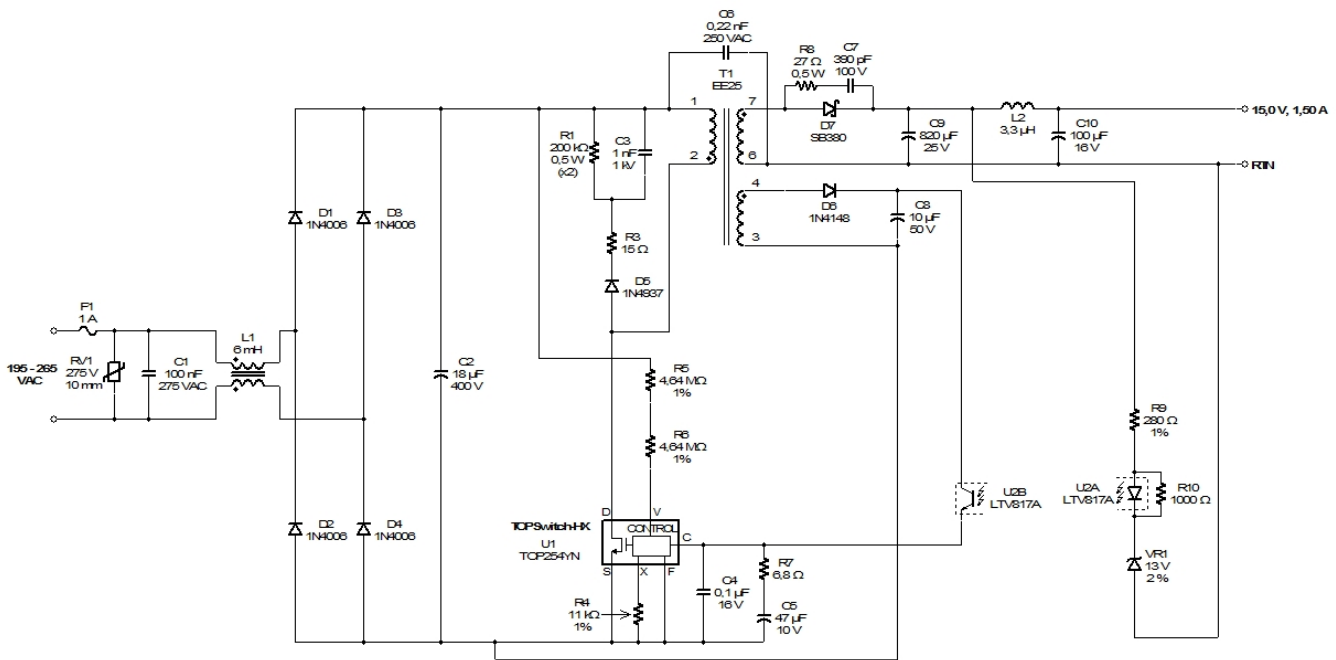 C6
0,22 nF
250 VAC
T1
EE25
R8
27 Ω
0,5 W
C7
390 pF
100 V
1
2
7
6
4
3
D7
SB380
C9
820 µF
25 V
L2
3,3 µH
C10
100 µF
16 V
15,0 V, 1,50 A
RTN
R1
200 kΩ
0,5 W
(x2)
C3
1 nF
1 kV
D6
1N4148
C8
10 µF
50 V
D1
1N4006
D3
1N4006
R3
15 Ω
D5
1N4937
F1
1 A
L1
6 mH
195 - 265
VAC
RV1
275 V
10 mm
C1
100 nF
275 VAC
C2
18 µF
400 V
R5
4,64 MΩ
1%
R6
4,64 MΩ
1%
R9
280 Ω
1%
U2B
LTV817A
U2A
LTV817A
R10
1000 Ω
D2
1N4006
D4
1N4006
TOPSwitch-HX
U1
TOP254YN
D
V
CONTROL
C
S
X
F
R7
6,8 Ω
VR1
13 V
2 %
R4
11 kΩ
1%
C4
0,1 µF
16 V
C5
47 µF
10 V